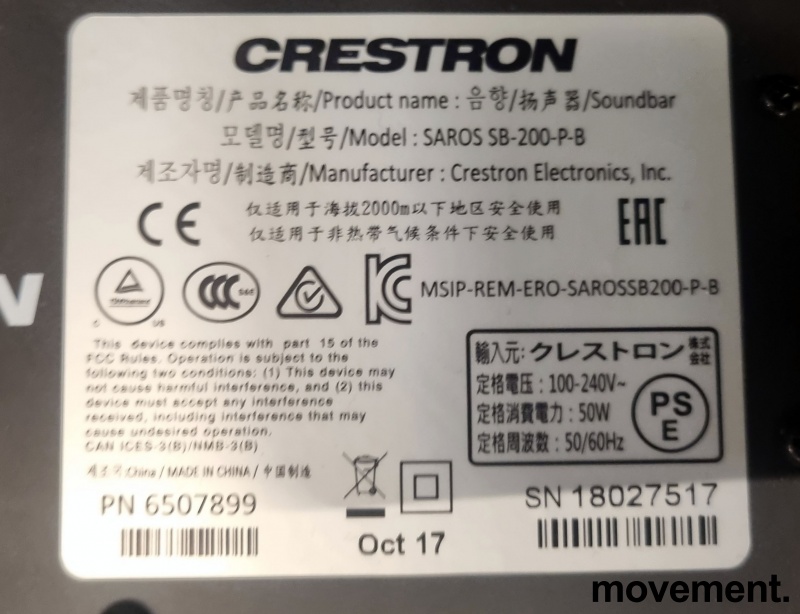 CRESTRON
제품명칭/产品名称/Product name : 음향/扬声器/Soundbar
모델명/型号/Model : SAROS SB-200-P-B
제조자명/制造商/Manufacturer : Crestron Electronics, Inc.
CE
仅适用于海拔2000m以下地区安全使用
仅适用于非热带气候条件下安全使用
EAC
CCC S&E
KC
MSIP-REM-ERO-SAROSSB200-P-B
This device complies with part 15 of the
FCC Rules. Operation is subject to the
following two conditions: (1) This device may
not cause harmful interference, and (2) this
device must accept any interference
received, including interference that may
cause undesired operation.
CAN ICES-3(B)/NMB-3(B)
제조국:China / MADE IN CHINA / 中国制造
輸入元: クレストロン 株式会社
定格電圧 : 100-240V~
定格消費電力 : 50W
定格周波数 : 50/60Hz
PS
E
PN 6507899
Oct 17
SN 18027517
movement.